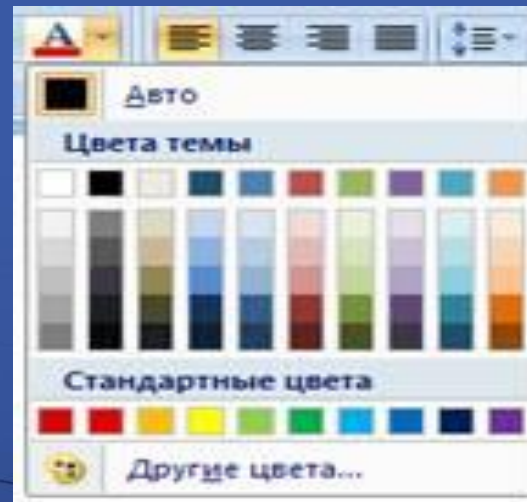 А
Авто
Цвета темы
Стандартные цвета
Другие цвета...